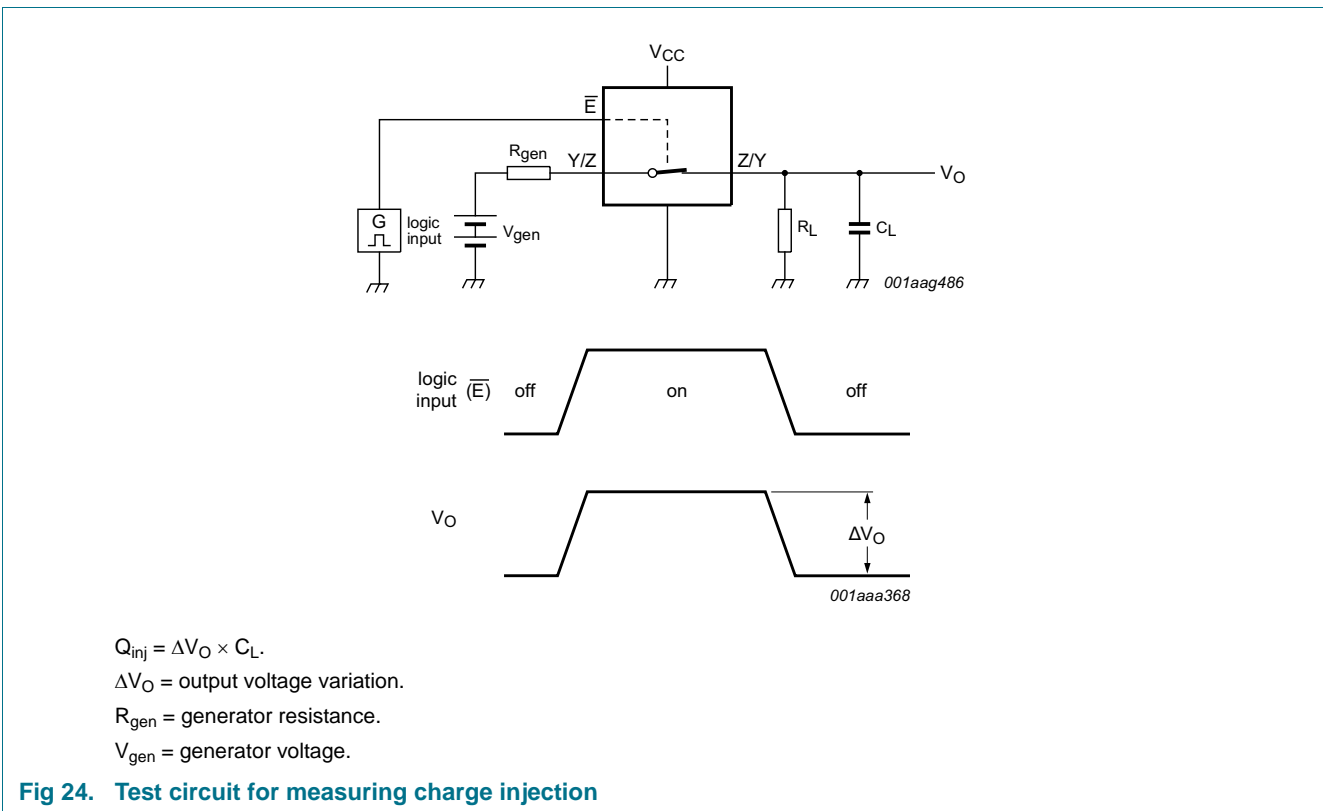 VCC
E̅
Rgen
Y/Z
Z/Y
VO
G
logic
input
Vgen
RL
CL
001aag486
logic
input
(E̅)
off
on
off
VO
ΔVO
001aaa368
Qinj = ΔVO × CL.
ΔVO = output voltage variation.
Rgen = generator resistance.
Vgen = generator voltage.
Fig 24. Test circuit for measuring charge injection